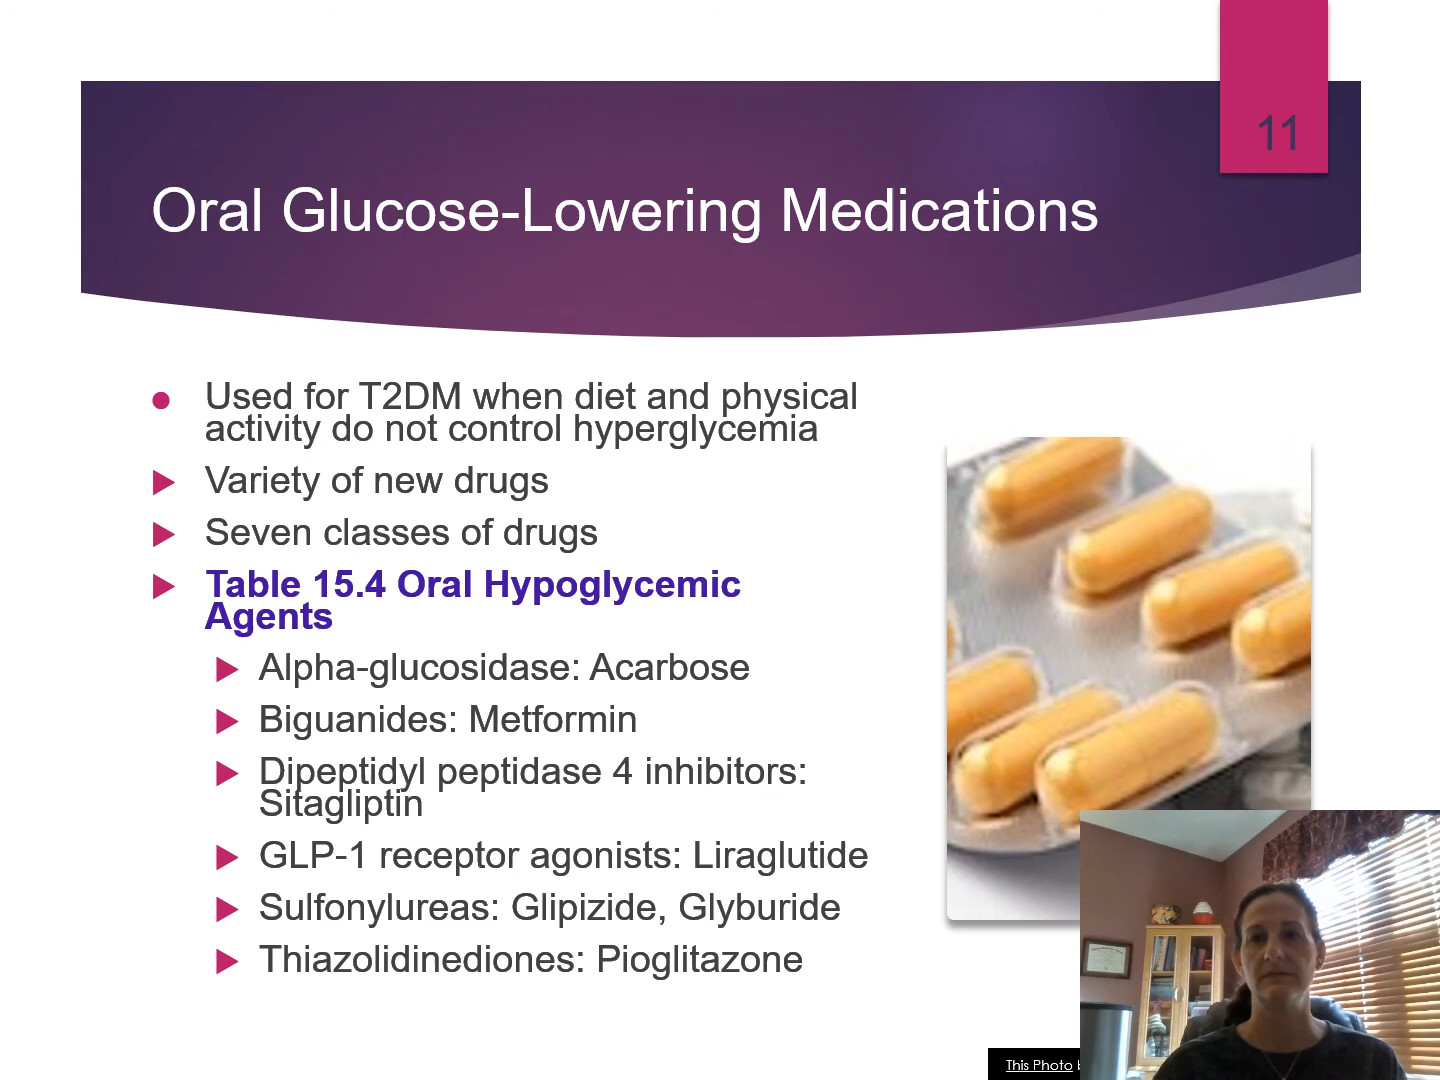 11
Oral Glucose-Lowering Medications
Used for T2DM when diet and physical
activity do not control hyperglycemia
Variety of new drugs
Seven classes of drugs
Table 15.4 Oral Hypoglycemic
Agents
Alpha-glucosidase: Acarbose
Biguanides: Metformin
Dipeptidyl peptidase 4 inhibitors:
Sitagliptin
GLP-1 receptor agonists: Liraglutide
Sulfonylureas: Glipizide, Glyburide
Thiazolidinediones: Pioglitazone
This Photo